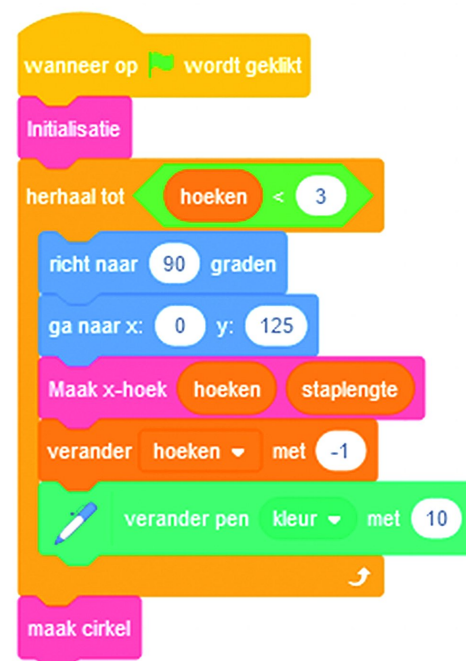 wanneer op wordt geklikt
Initialisatie
herhaal tot hoeken < 3
richt naar 90 graden
ga naar x: 0 y: 125
Maak x-hoek hoeken staplengte
verander hoeken met -1
verander pen kleur met 10
maak cirkel